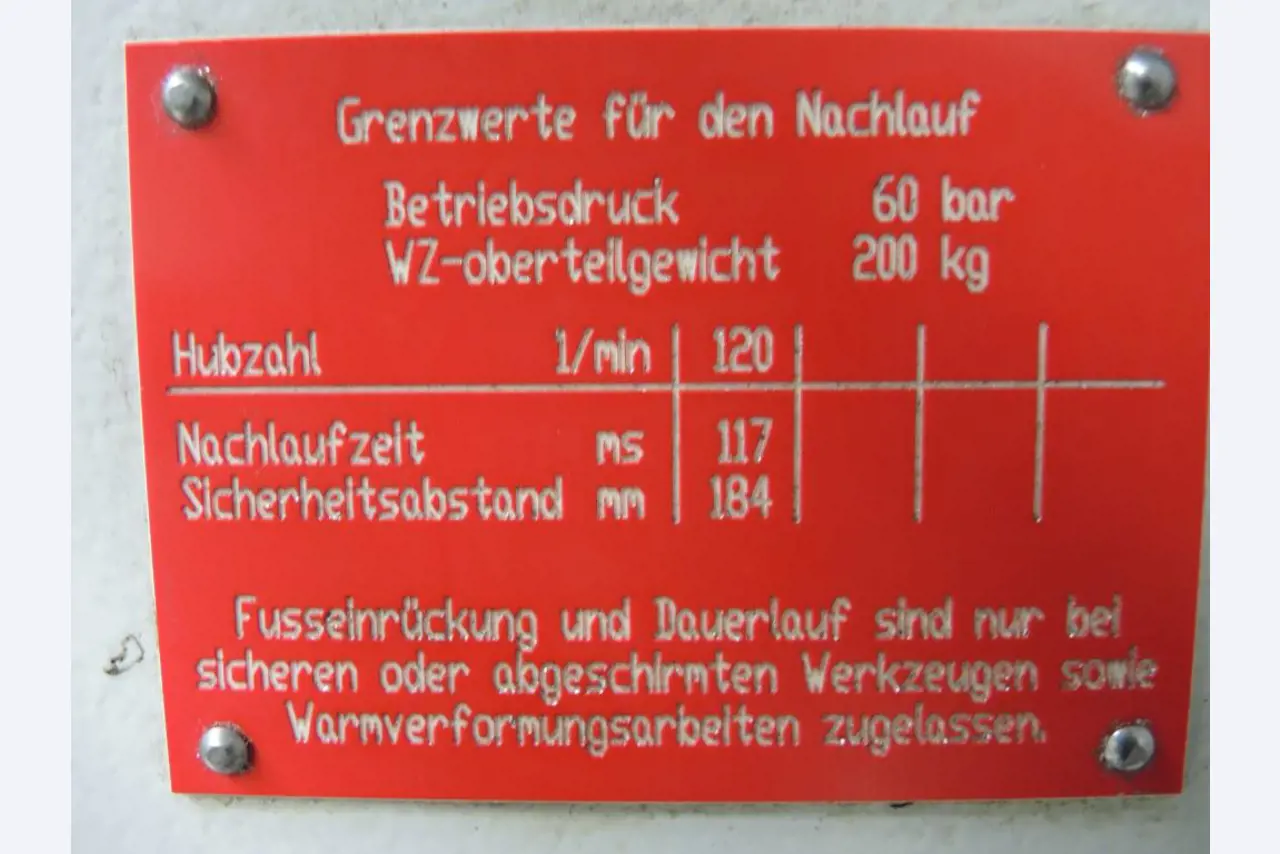 Grenzwerte für den Nachlauf
Betriebsdruck 60 bar
WZ-oberteilgewicht 200 kg
Hubzahl 1/min 120
Nachlaufzeit ms 117
Sicherheitsabstand mm 184
Fusseinrückung und Dauerlauf sind nur bei
sicheren oder abgeschirmten Werkzeugen sowie
Warmverformungsarbeiten zugelassen.